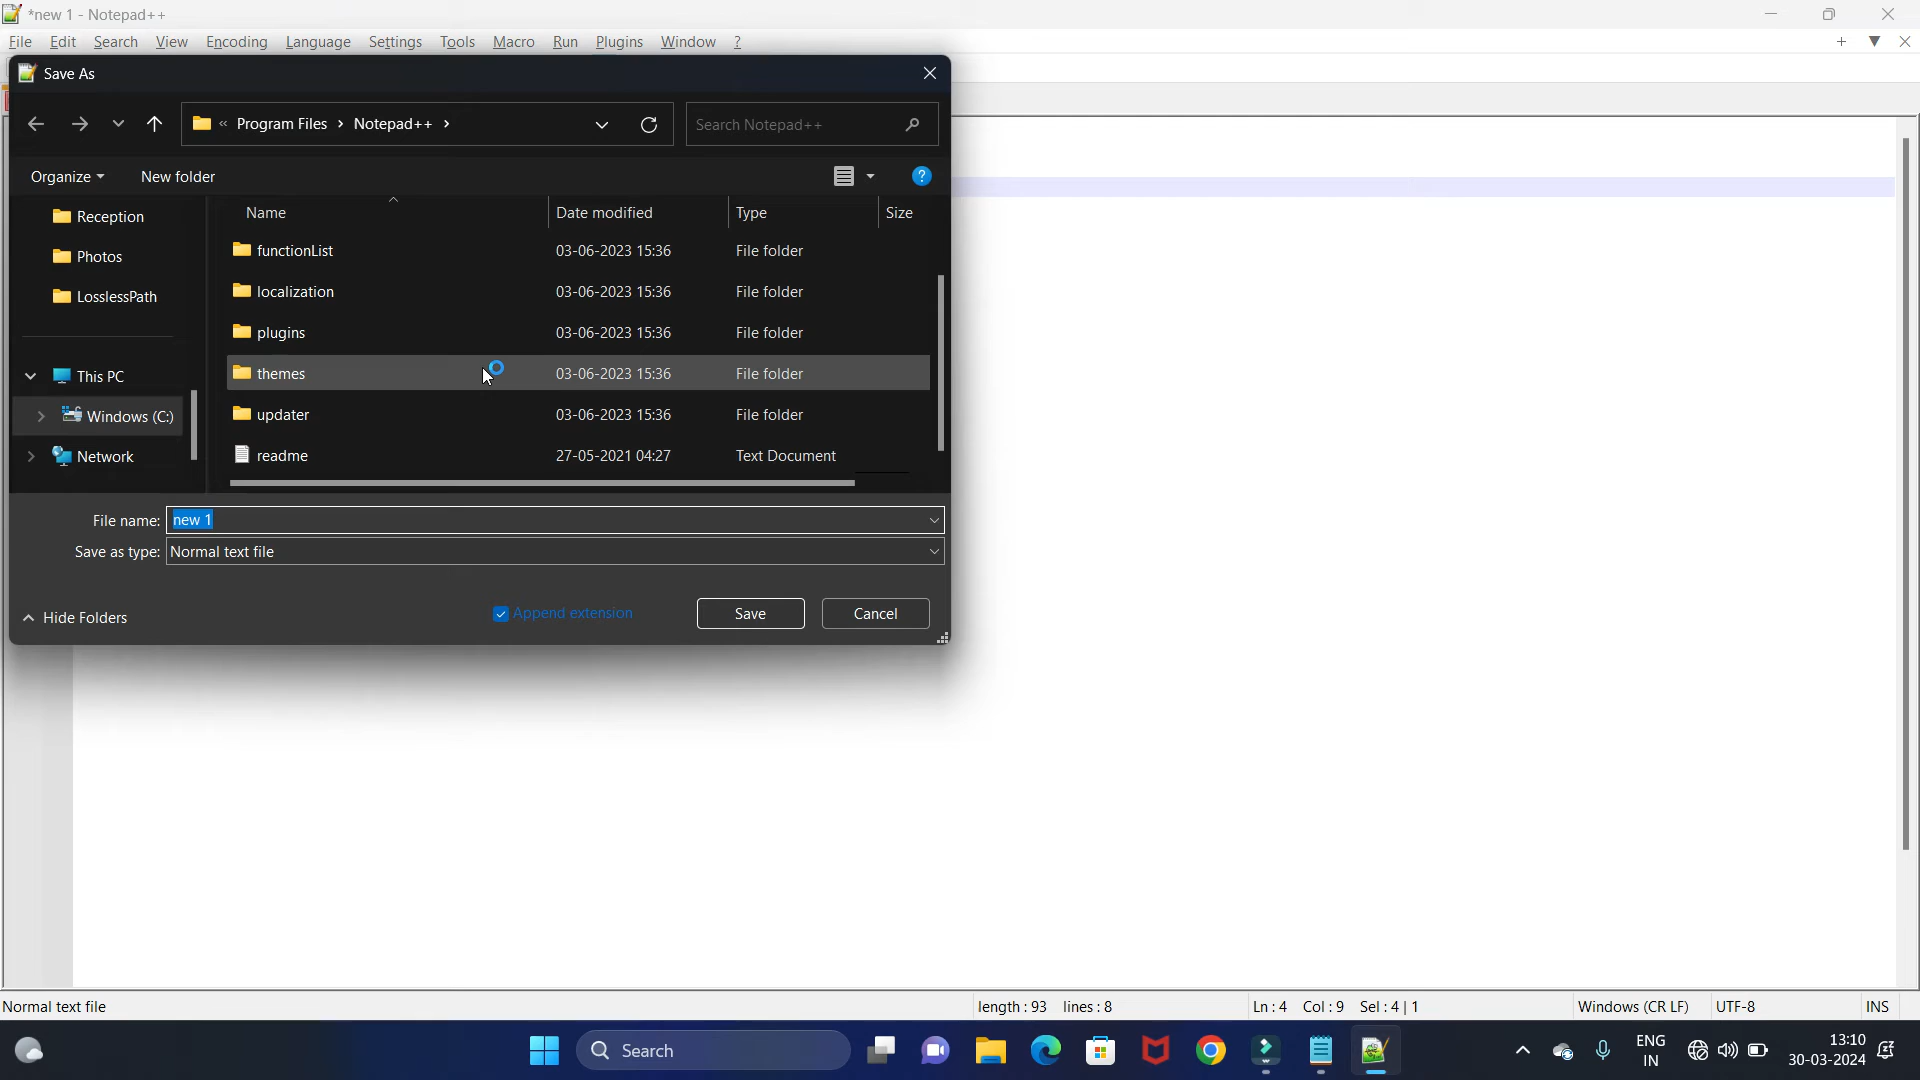 *new 1 - Notepad++
File Edit Search View Encoding Language Settings Tools Macro Run Plugins Window ?
Save As
« Program Files > Notepad++ >
Search Notepad++
Organize
New folder
Reception
Photos
LosslessPath
This PC
Windows (C:)
Network
Name Date modified Type Size
functionList 03-06-2023 15:36 File folder
localization 03-06-2023 15:36 File folder
plugins 03-06-2023 15:36 File folder
themes 03-06-2023 15:36 File folder
updater 03-06-2023 15:36 File folder
readme 27-05-2021 04:27 Text Document
File name: new 1
Save as type: Normal text file
Hide Folders
Append extension
Save
Cancel
Normal text file length : 93 lines : 8 Ln : 4 Col : 9 Sel : 4 | 1 Windows (CR LF) UTF-8 INS
Search
ENG
IN
13:10
30-03-2024